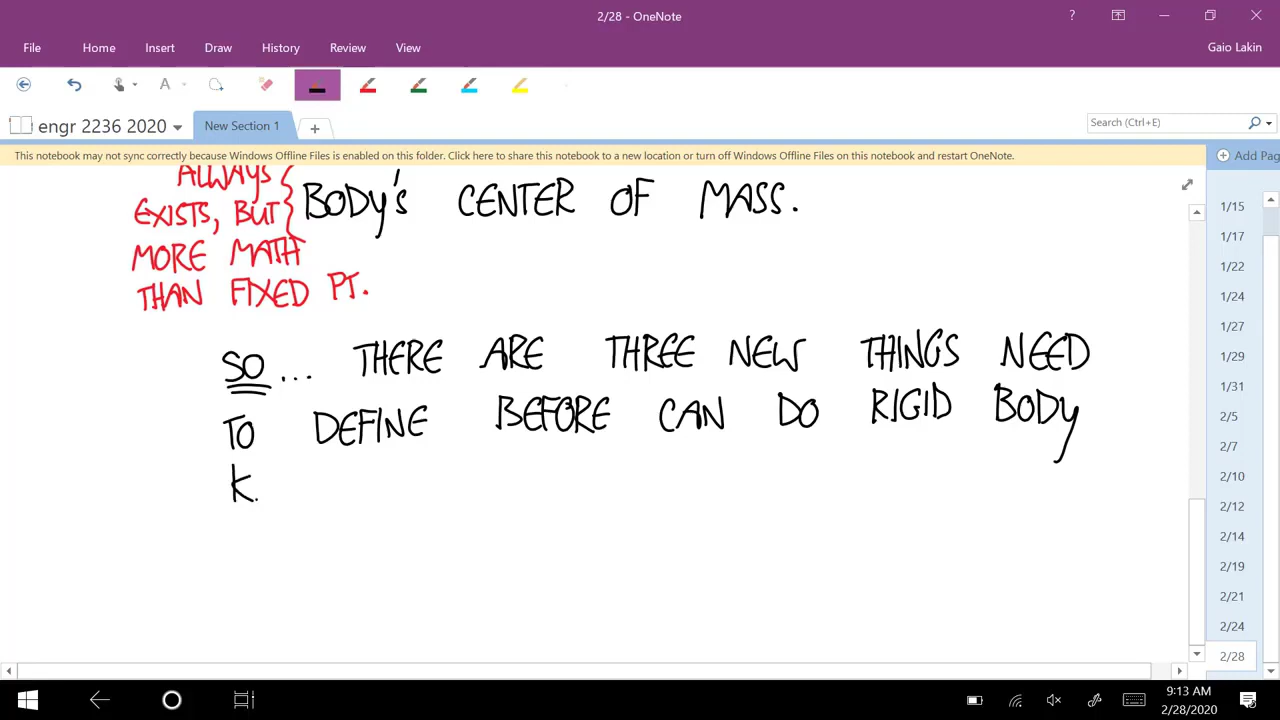 2/28 - OneNote
?
File Home Insert Draw History Review View
Gaio Lakin
A
engr 2236 2020
New Section 1
+
Search (Ctrl+E)
This notebook may not sync correctly because Windows Offline Files is enabled on this folder. Click here to share this notebook to a new location or turn off Windows Offline Files on this notebook and restart OneNote.
Add Pag
ALWAYS
EXISTS, BUT
MORE MATH
THAN FIXED PT.
BODY'S CENTER OF MASS.
SO... THERE ARE THREE NEW THINGS NEED
TO DEFINE BEFORE CAN DO RIGID BODY
K.
1/15
1/17
1/22
1/24
1/27
1/29
1/31
2/5
2/7
2/10
2/12
2/14
2/19
2/21
2/24
2/28
9:13 AM
2/28/2020